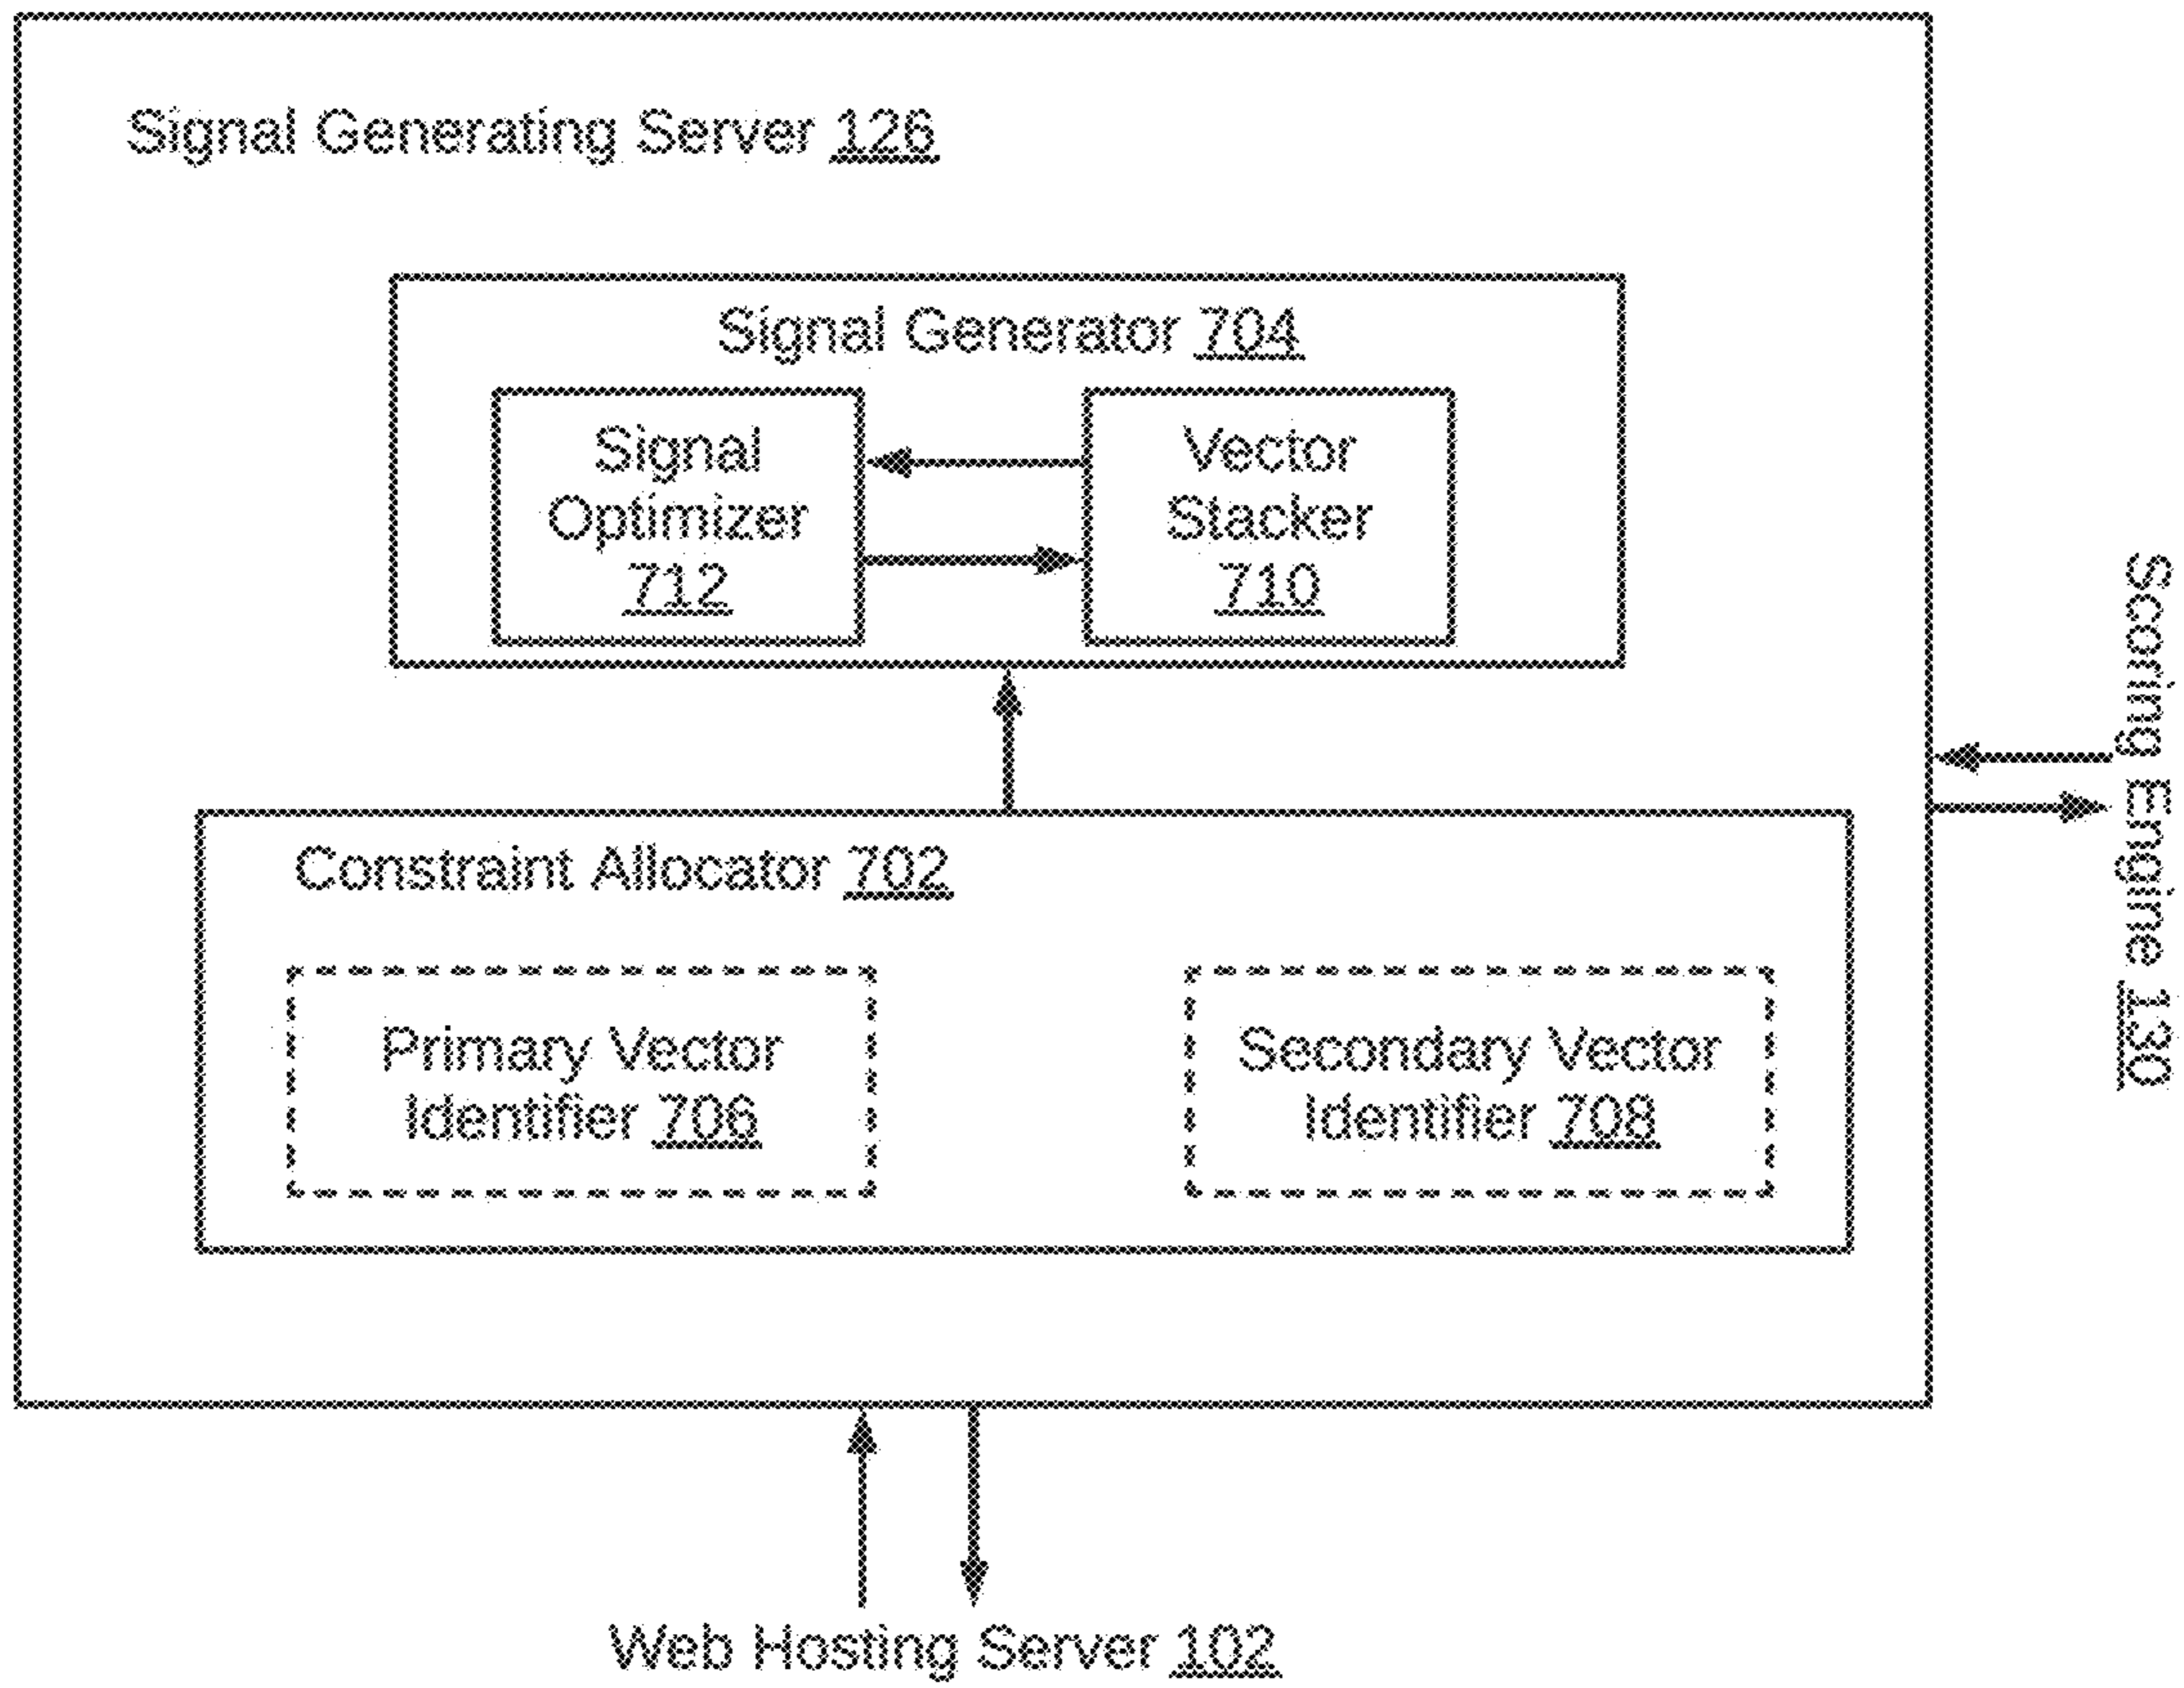 Signal Generating Server 126
Signal Generator 704
Signal
Optimizer
712
Vector
Stacker
710
Scoring Engine 130
Constraint Allocator 702
Primary Vector
Identifier 706
Secondary Vector
Identifier 708
Web Hosting Server 102